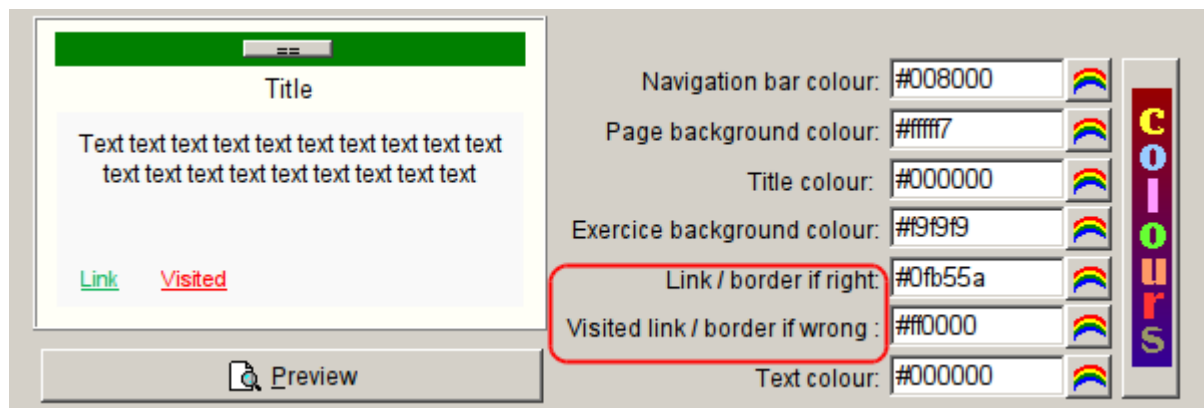 ==
Title
Text text text text text text text text text text
text text text text text text text text text
Link Visited
Preview
Navigation bar colour: #008000
Page background colour: #fffff7
Title colour: #000000
Exercice background colour: #f9f9f9
Link / border if right: #0fb55a
Visited link / border if wrong : #ff0000
Text colour: #000000
Colours